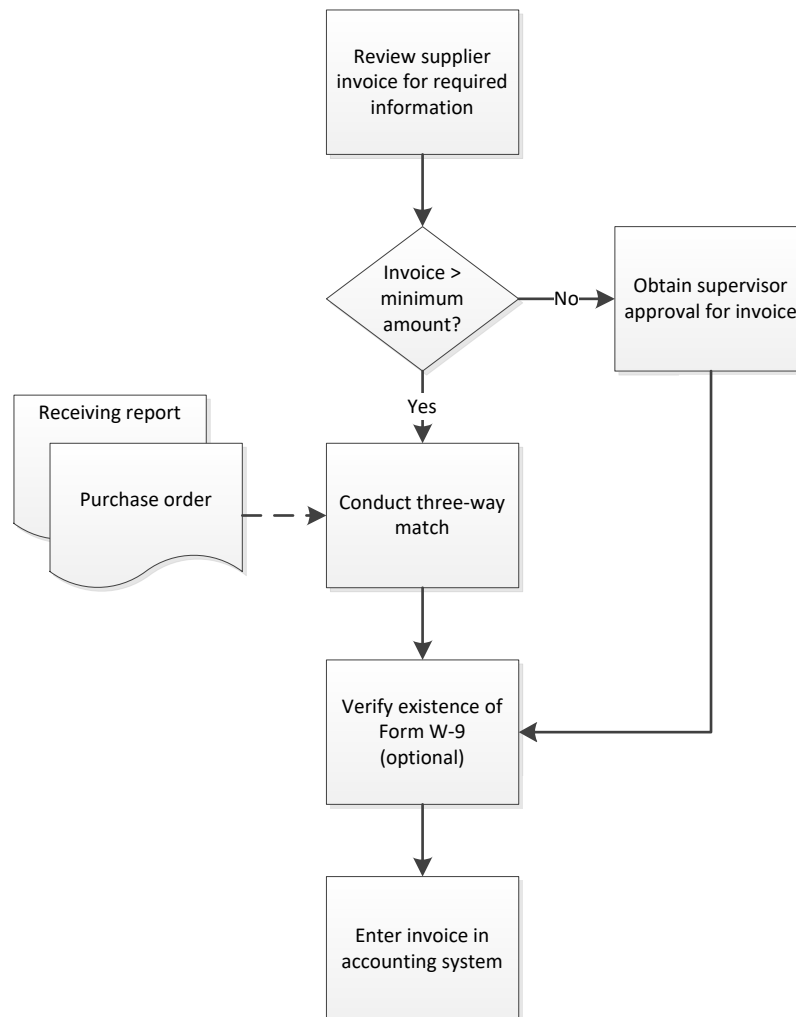 Review supplier
invoice for required
information
Invoice >
minimum
amount?
No
Obtain supervisor
approval for invoice
Yes
Receiving report
Purchase order
Conduct three-way
match
Verify existence of
Form W-9
(optional)
Enter invoice in
accounting system